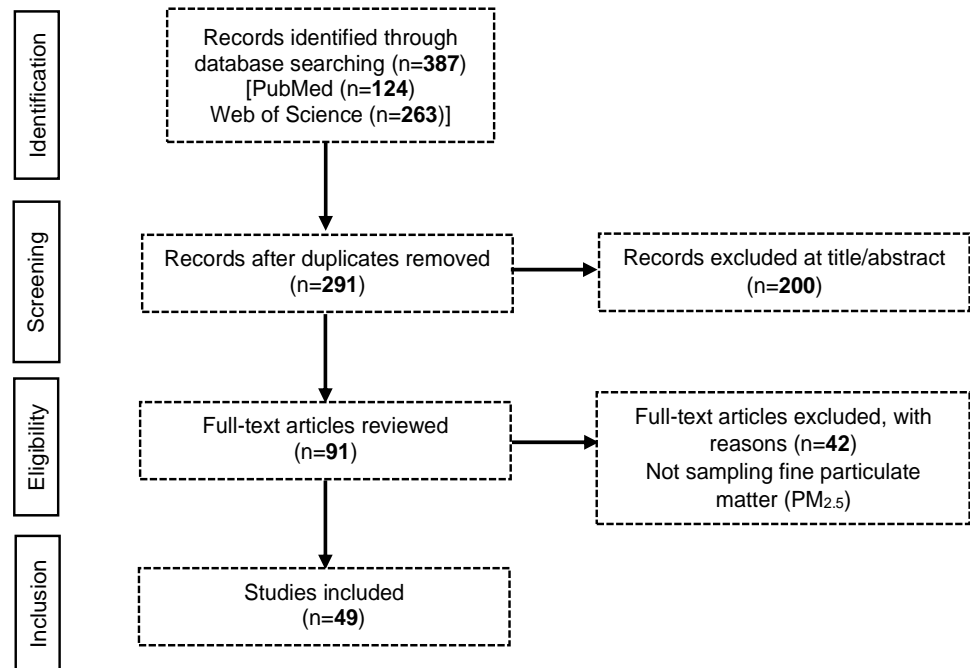 Identification
Records identified through
database searching (n=387)
[PubMed (n=124)
Web of Science (n=263)]
Screening
Records after duplicates removed
(n=291)
Records excluded at title/abstract
(n=200)
Eligibility
Full-text articles reviewed
(n=91)
Full-text articles excluded, with
reasons (n=42)
Not sampling fine particulate
matter (PM2.5)
Inclusion
Studies included
(n=49)